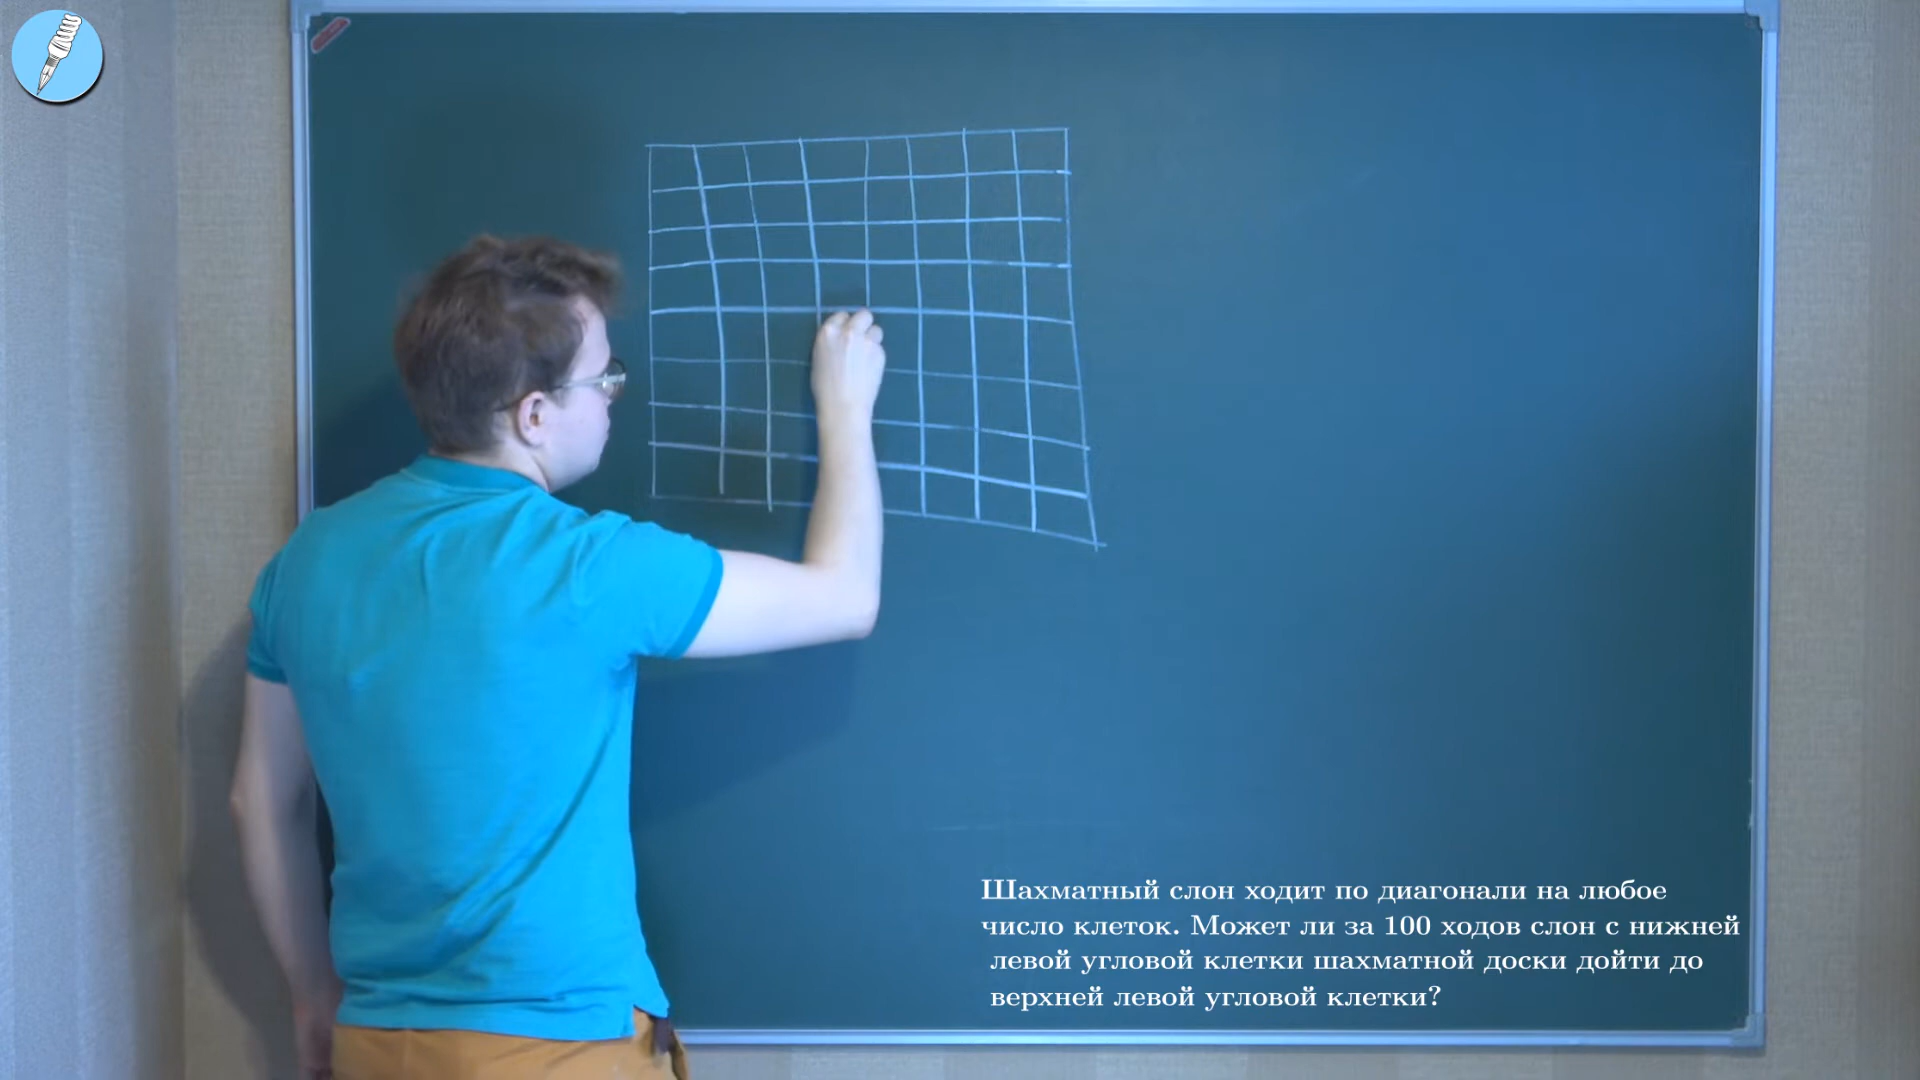 Шахматный слон ходит по диагонали на любое
число клеток. Может ли за 100 ходов слон с нижней
левой угловой клетки шахматной доски дойти до
верхней левой угловой клетки?